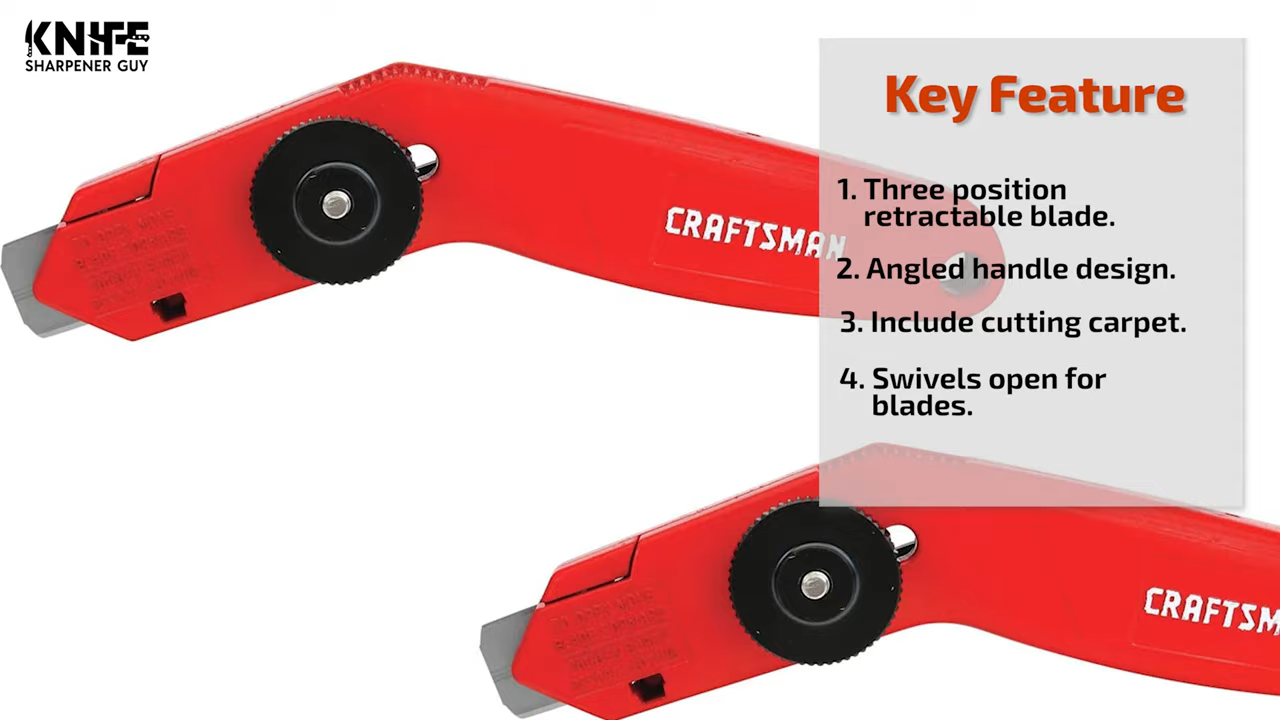 KNIFE
SHARPENER GUY
Key Feature
1. Three position
retractable blade.
2. Angled handle design.
3. Include cutting carpet.
4. Swivels open for
blades.
CRAFTSMAN
CRAFTSM